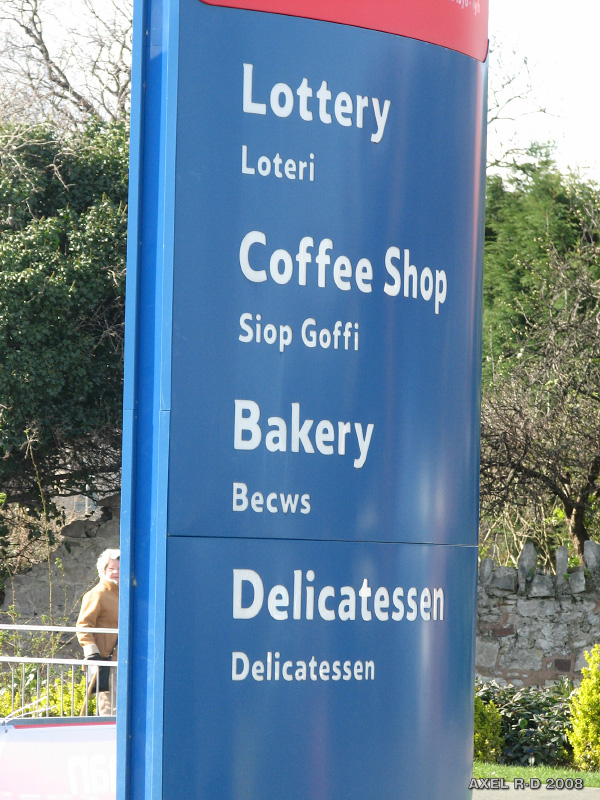 Lottery
Loteri
Coffee Shop
Siop Goffi
Bakery
Becws
Delicatessen
Delicatessen
AXEL R-D 2008